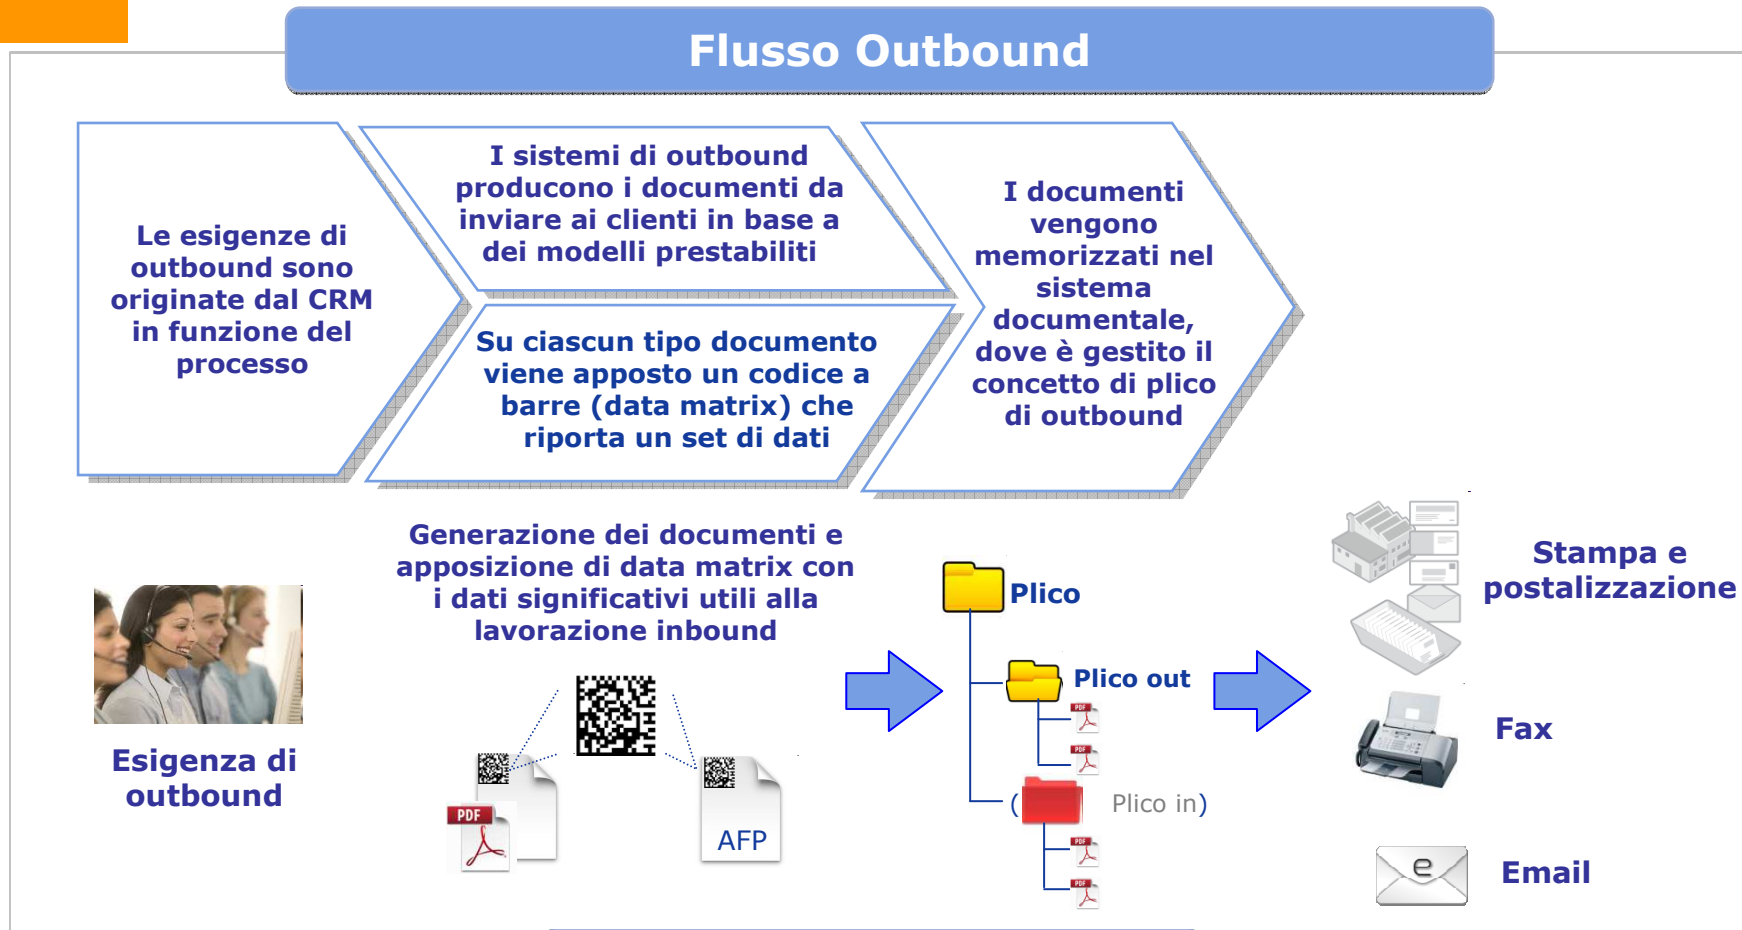 Flusso Outbound
Le esigenze di
outbound sono
originate dal CRM
in funzione del
processo
I sistemi di outbound
producono i documenti da
inviare ai clienti in base a
dei modelli prestabiliti
Su ciascun tipo documento
viene apposto un codice a
barre (data matrix) che
riporta un set di dati
I documenti
vengono
memorizzati nel
sistema
documentale,
dove è gestito il
concetto di plico
di outbound
Esigenza di
outbound
Generazione dei documenti e
apposizione di data matrix con
i dati significativi utili alla
lavorazione inbound
PDF
AFP
Plico
Plico out
PDF
PDF
( Plico in)
PDF
PDF
Stampa e
postalizzazione
Fax
e
Email